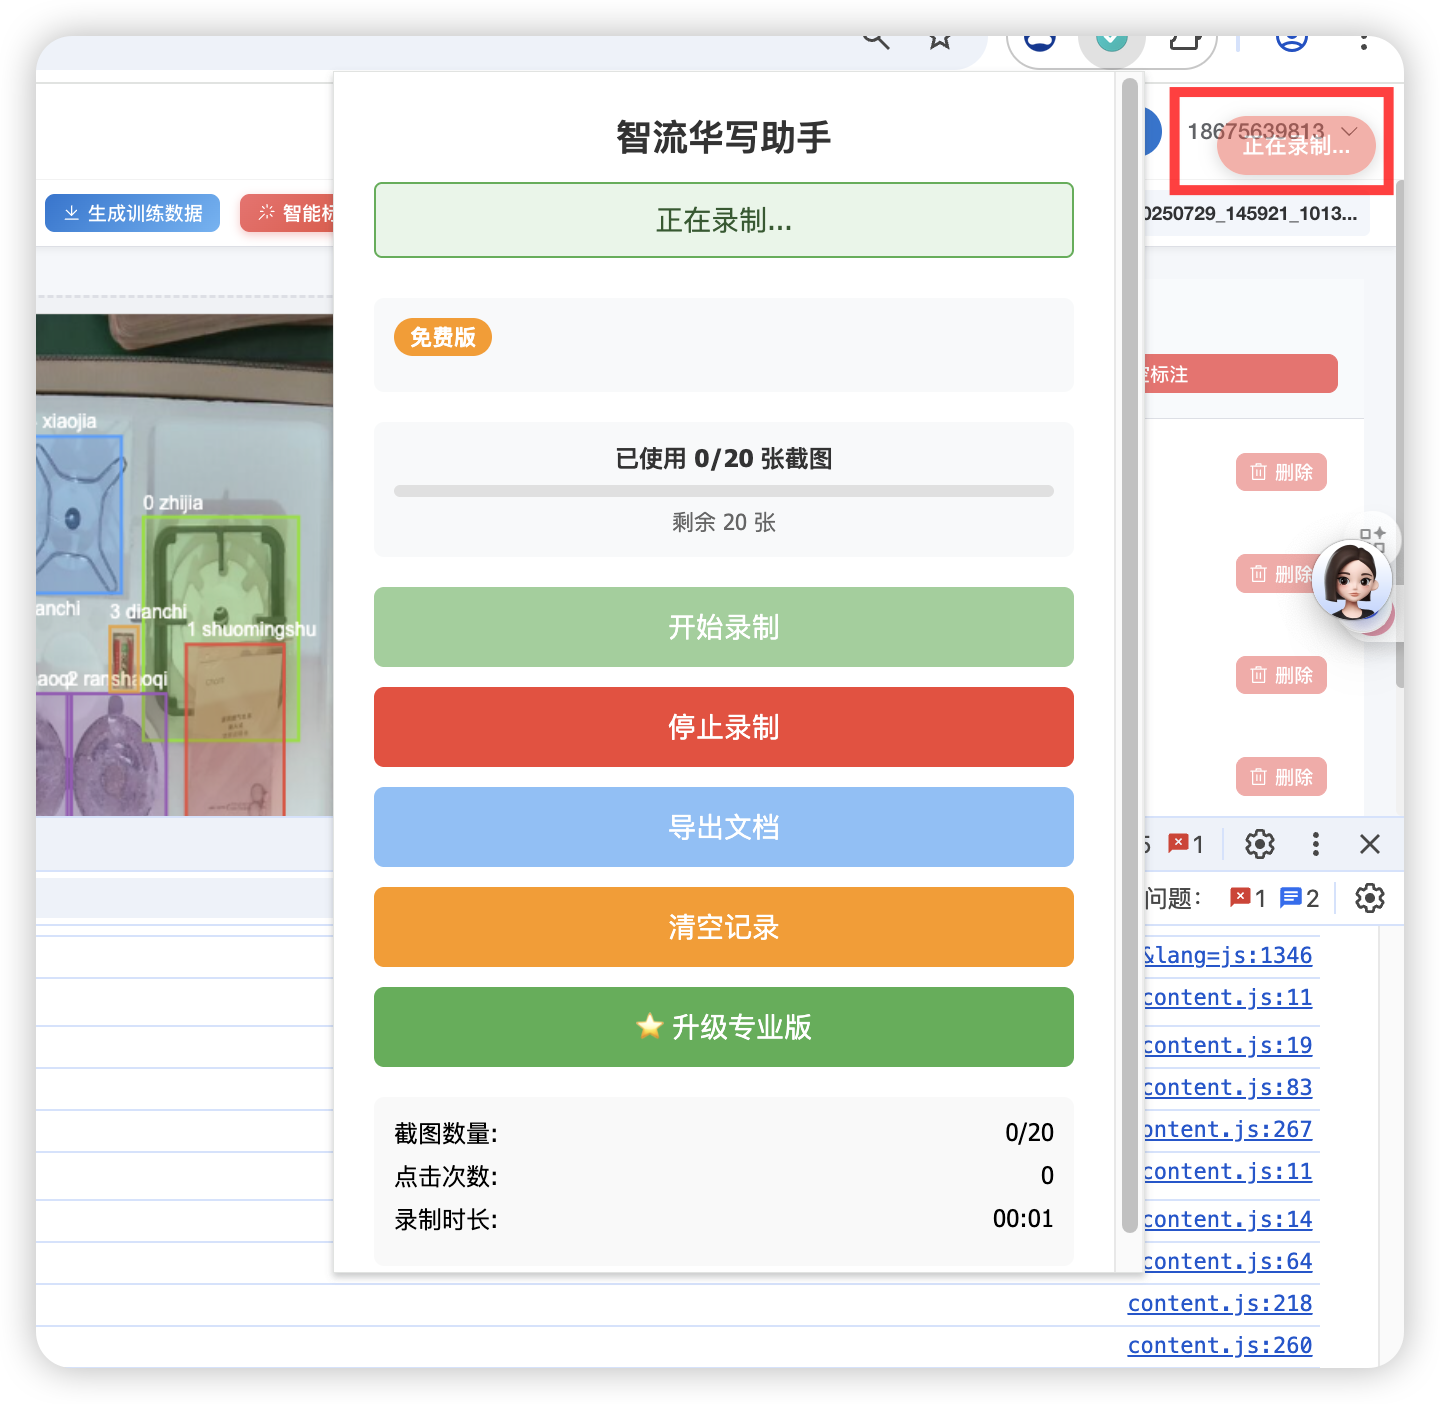 智流华写助手
正在录制...
18675639813
正在录制...
生成训练数据
智能标
0250729_145921_1013...
免费版
标注
已使用 0/20 张截图
剩余 20 张
xiaojia
0 zhijia
anchi
3 dianchi
1 shuomingshu
aoqi
2 ranshaoqi
删除
删除
删除
删除
开始录制
停止录制
导出文档
清空记录
⭐ 升级专业版
截图数量:
0/20
点击次数:
0
录制时长:
00:01
5
1
问题:
1
2
&lang=js:1346
content.js:11
content.js:19
content.js:83
ontent.js:267
content.js:11
content.js:14
content.js:64
content.js:218
content.js:260